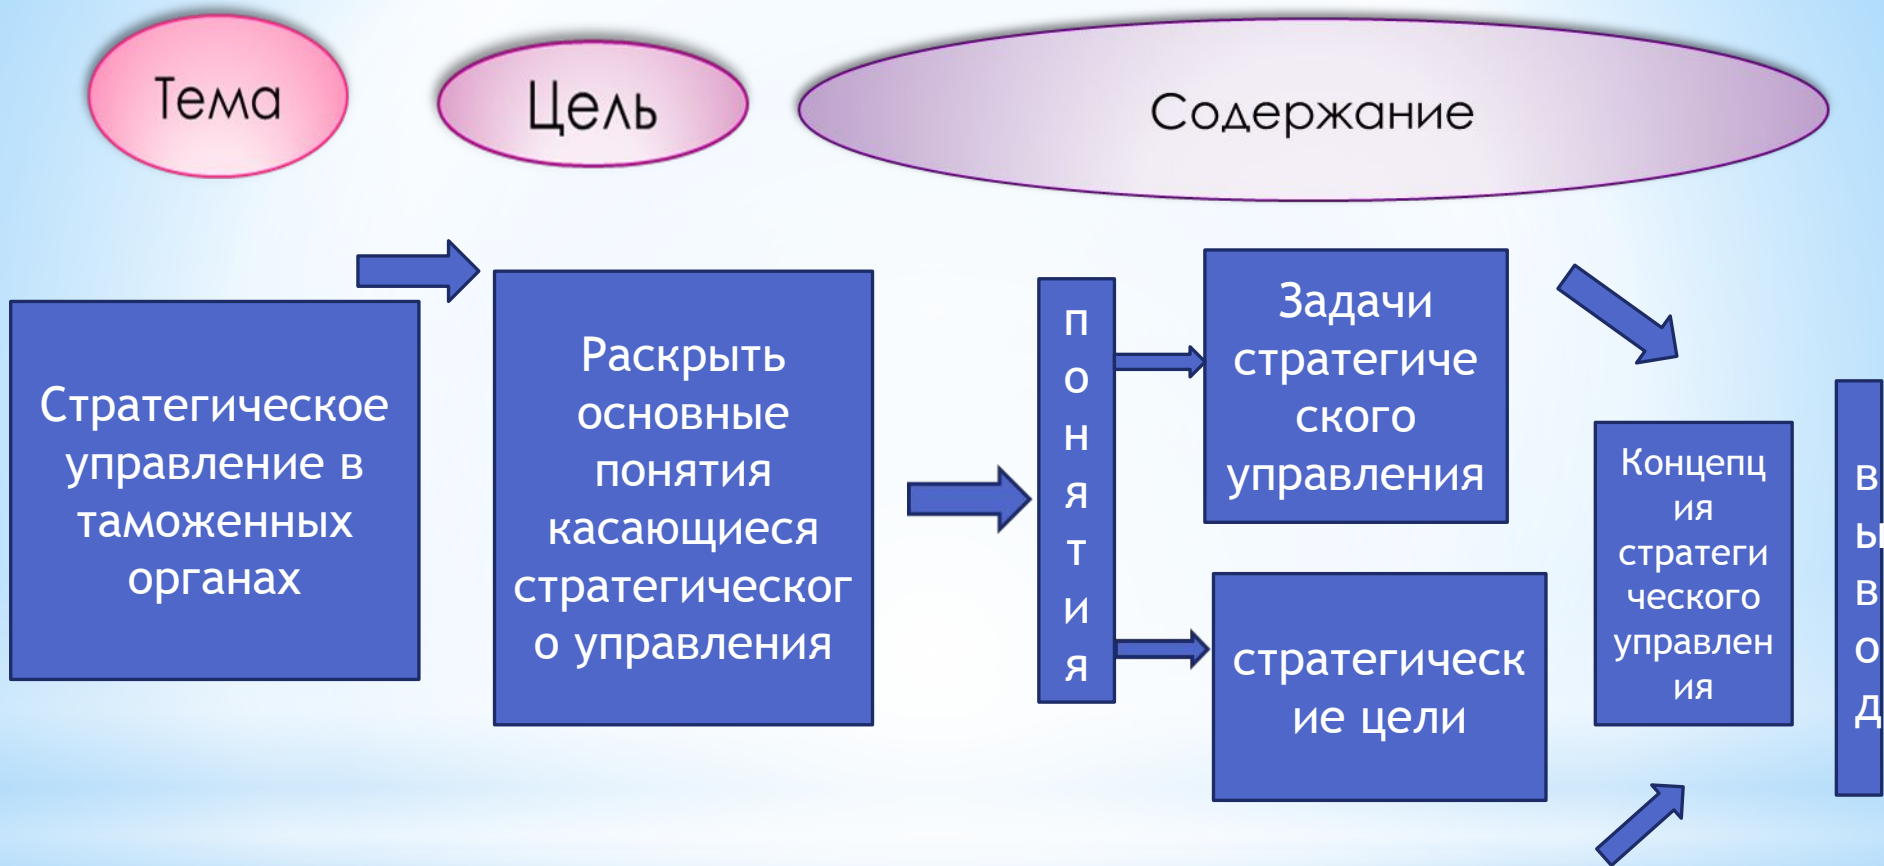 Тема
Цель
Содержание
Стратегическое
управление в
таможенных
органах
Раскрыть
основные
понятия
касающиеся
стратегическог
о управления
п
о
н
я
т
и
я
Задачи
стратегиче
ского
управления
стратегическ
ие цели
Концепц
ия
стратеги
ческого
управлен
ия
в
ы
в
о
д